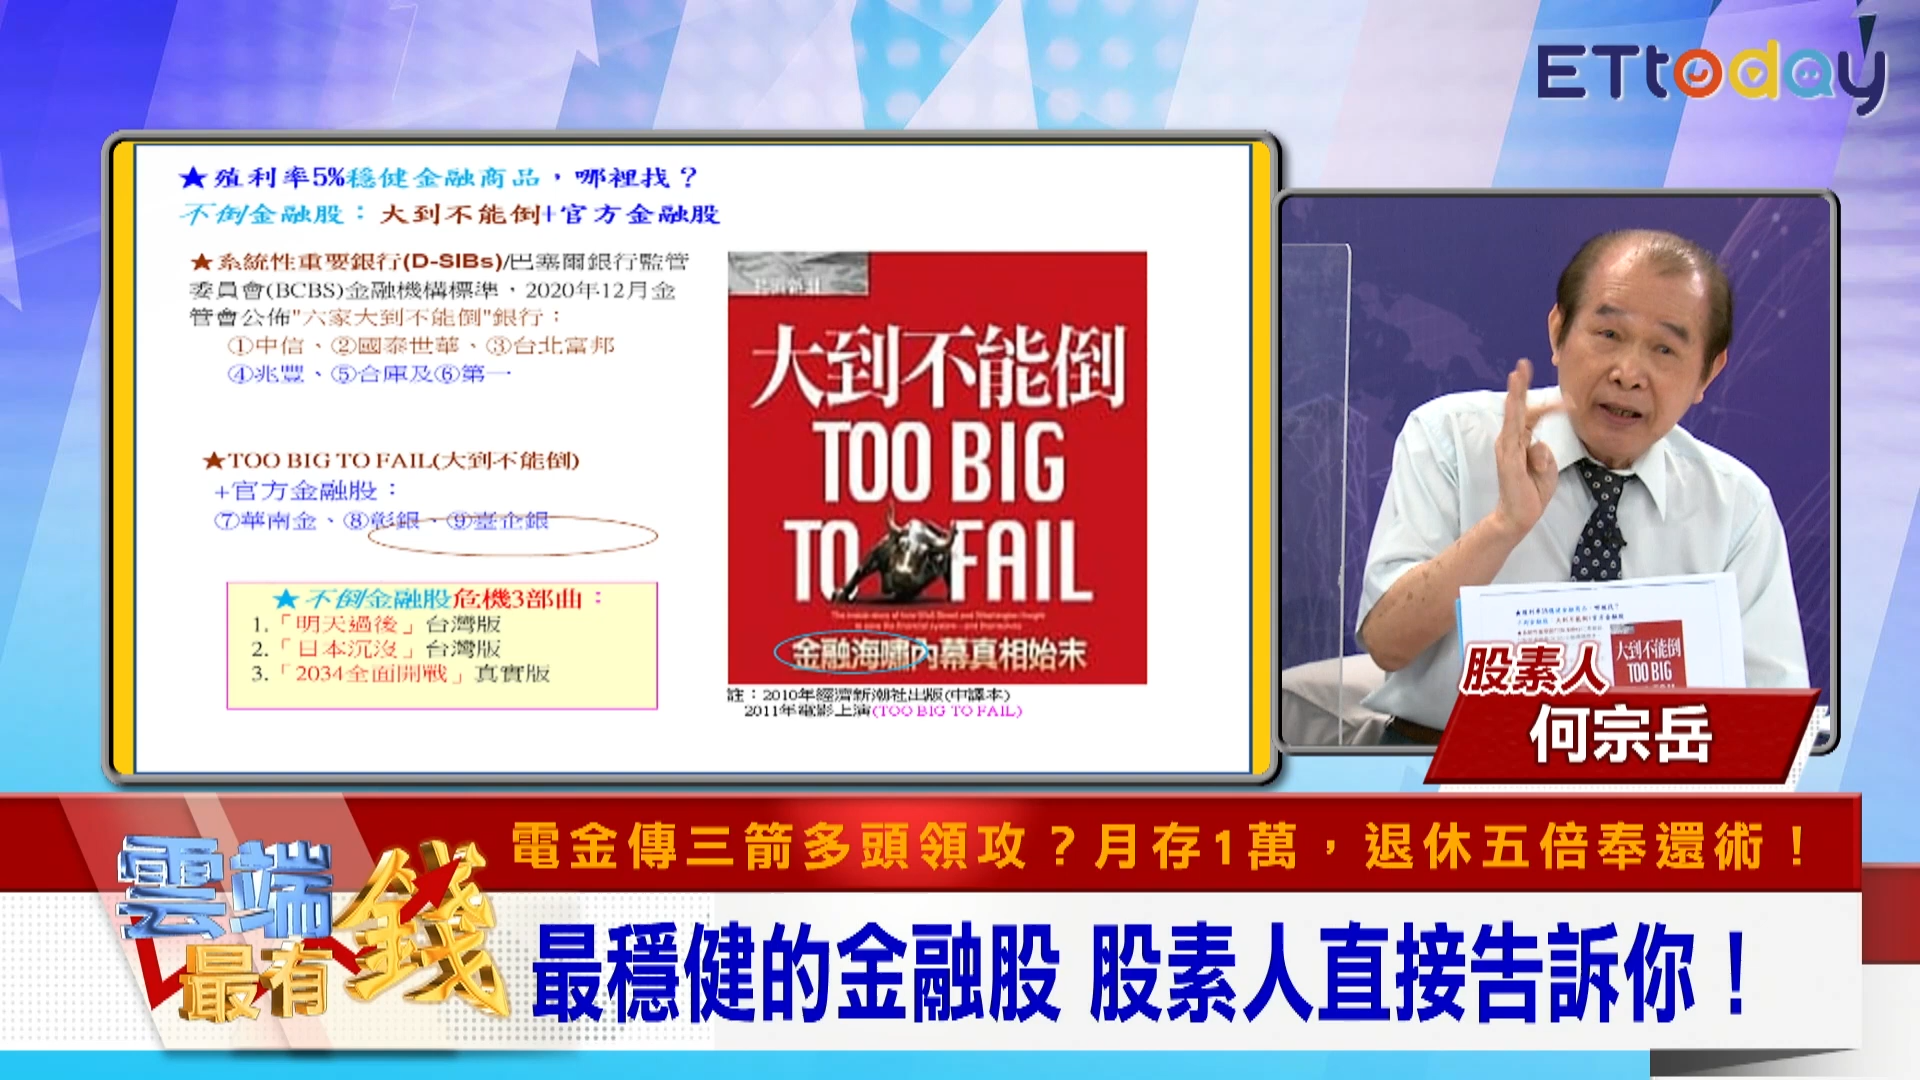 ETtoday
★殖利率5%穩健金融商品，哪裡找？
不倒金融股：大到不能倒+官方金融股
★系統性重要銀行(D-SIBs)/巴塞爾銀行監管
委員會(BCBS)金融機構標準，2020年12月金
管會公佈"六家大到不能倒"銀行：
①中信、②國泰世華、③台北富邦
④兆豐、⑤合庫及⑥第一
★TOO BIG TO FAIL(大到不能倒)
+官方金融股：
⑦華南金、⑧彰銀、⑨臺企銀
★不倒金融股危機3部曲：
1.「明天過後」台灣版
2.「日本沉沒」台灣版
3.「2034全面開戰」真實版
大到不能倒
TOO BIG
TO FAIL
金融海嘯內幕真相始末
註：2010年經濟新潮社出版(中譯本)
2011年電影上演(TOO BIG TO FAIL)
大到不能倒
TOO BIG
股素人
何宗岳
雲端最有錢
電金傳三箭多頭領攻？月存1萬，退休五倍奉還術！
最穩健的金融股 股素人直接告訴你！